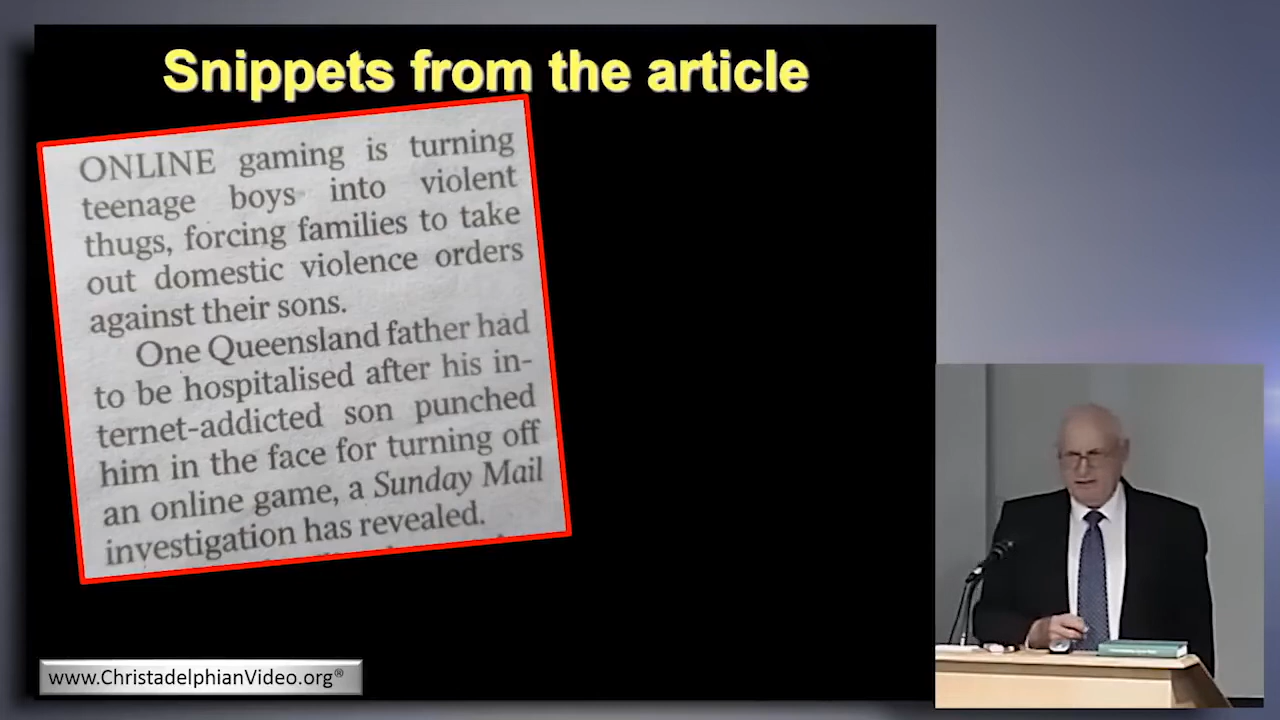 Snippets from the article
ONLINE gaming is turning
teenage boys into violent
thugs, forcing families to take
out domestic violence orders
against their sons.
One Queensland father had
to be hospitalised after his in-
ternet-addicted son punched
him in the face for turning off
an online game, a Sunday Mail
investigation has revealed.
www.ChristadelphianVideo.org®